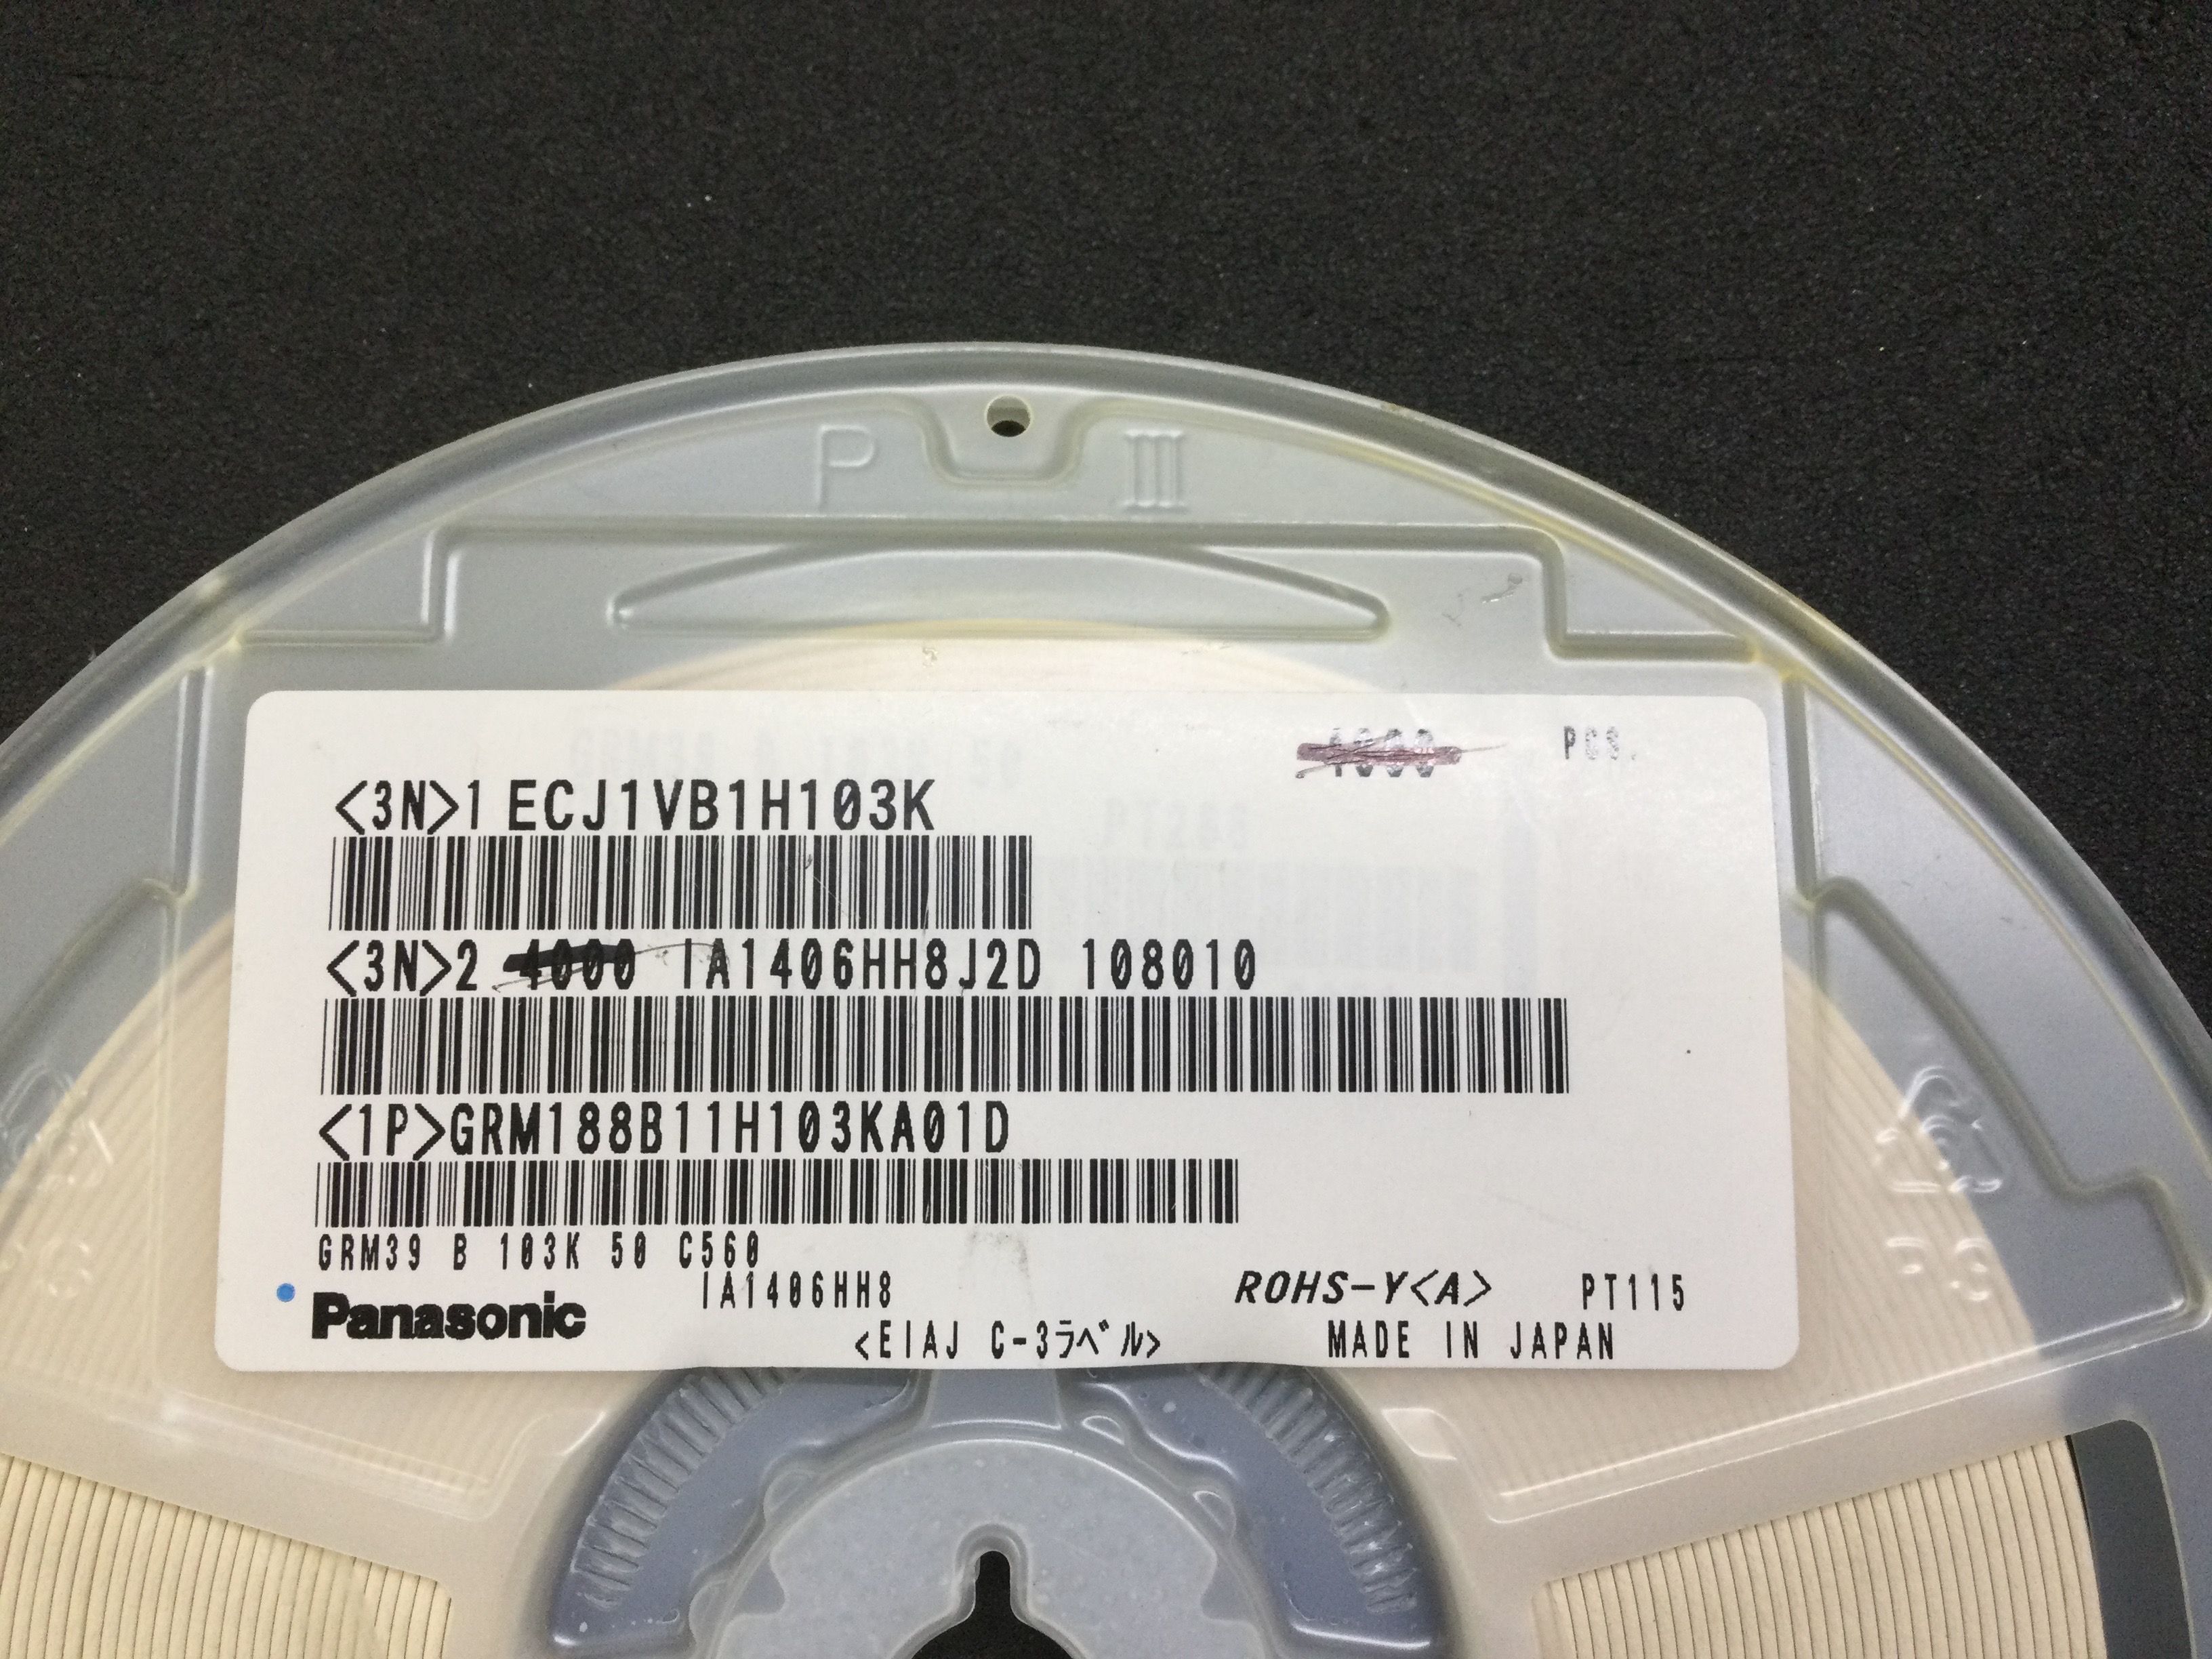 P III
4000 PCS.
<3N>1 ECJ1VB1H103K
<3N>2 4000 IA1406HH8J2D 108010
<1P>GRM188B11H103KA01D
GRM39 B 103K 50 C560
IA1406HH8 ROHS-Y<A> PT115
Panasonic <EIAJ C-3ラベル> MADE IN JAPAN